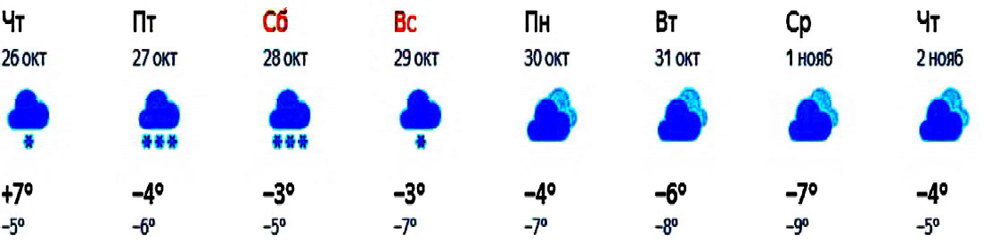 Чт Пт Сб Вс Пн Вт Ср Чт
26 окт 27 окт 28 окт 29 окт 30 окт 31 окт 1 нояб 2 нояб
+7° −4° −3° −3° −4° −6° −7° −4°
−5° −6° −5° −7° −7° −8° −9° −5°